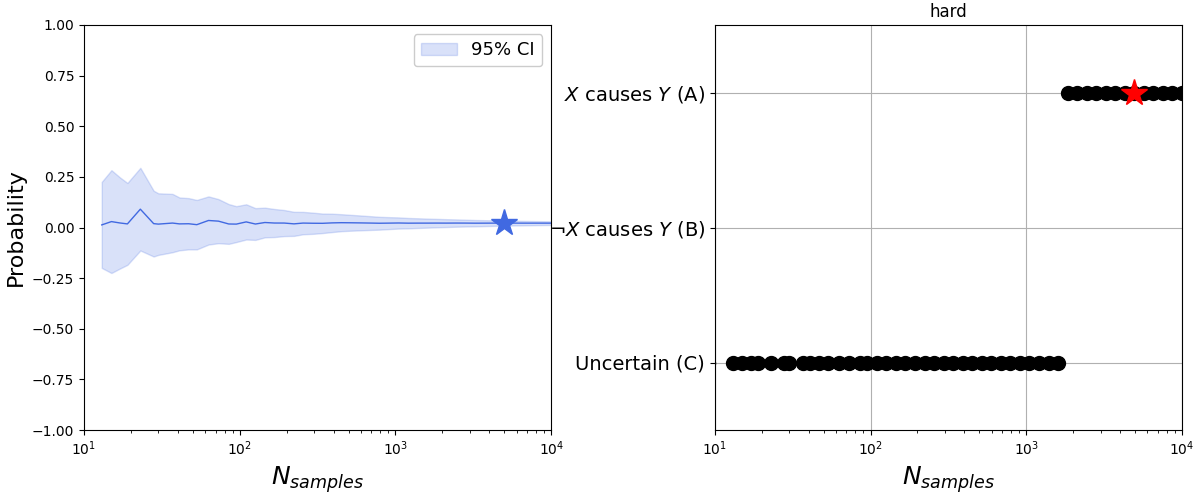 hard
1.00
0.75
0.50
0.25
0.00
−0.25
−0.50
−0.75
−1.00
Probability
95% CI
10¹
10²
10³
10⁴
N_samples
X causes Y (A)
¬X causes Y (B)
Uncertain (C)
10¹
10²
10³
10⁴
N_samples